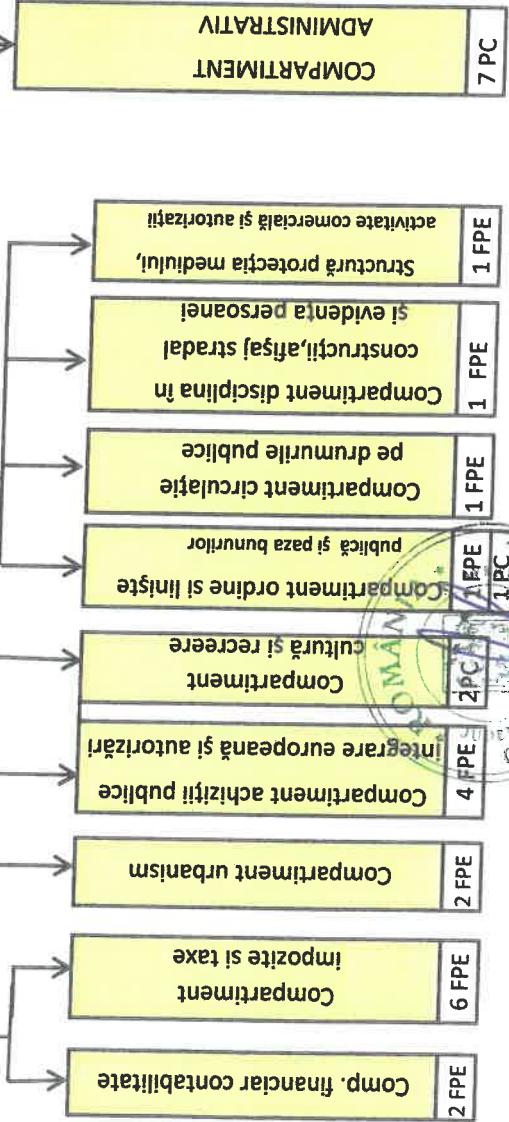 Comp. financiar contabilitate
2 FPE
Compartiment
impozite si taxe
6 FPE
Compartiment urbanism
2 FPE
Compartiment achiziții publice
integrare europeană și autorizări
4 FPE
Compartiment
cultură și recreere
2PC
Compartiment ordine si liniște
publică și paza bunurilor
1 FPE
1 PC
Compartiment circulație
pe drumurile publice
1 FPE
Compartiment disciplina în
construcții,afișaj stradal
și evidența persoanei
1 FPE
Structură protecția mediului,
activitate comercială și autorizații
1 FPE
COMPARTIMENT
ADMINISTRATIV
7 PC
ROMÂNIA